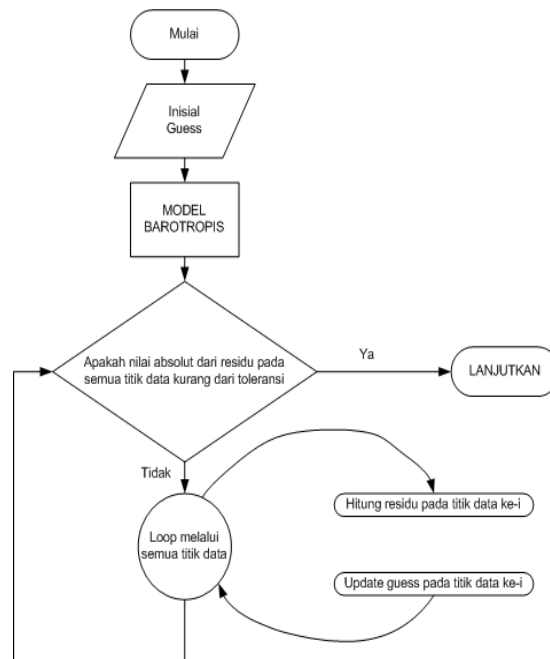 Mulai
Inisial
Guess
MODEL
BAROTROPIS
Apakah nilai absolut dari residu pada
semua titik data kurang dari toleransi
Ya
LANJUTKAN
Tidak
Loop melalui
semua titik data
Hitung residu pada titik data ke-i
Update guess pada titik data ke-i